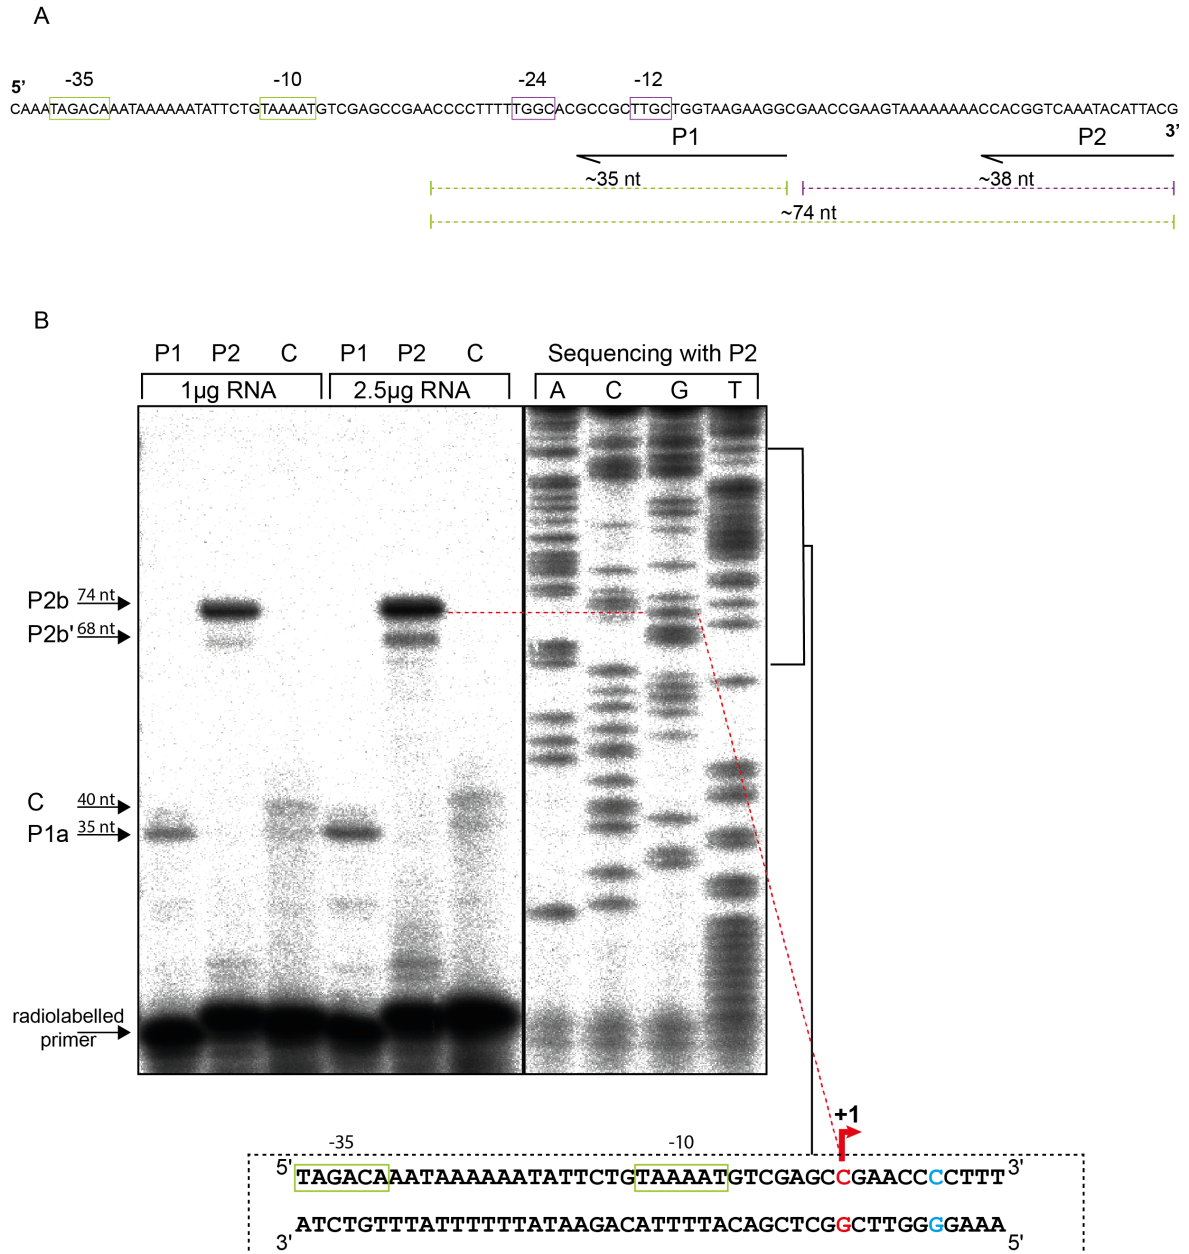 A
-35 -10 -24 -12
5'
CAAATAGACAAATAAAAAATATTCTGTAAAATGTCGAGCCGAACCCCTTTTTGGCACGCCGCTTGCTGGTAAGAAGGCGAACCGAAGTAAAAAAAACCACGGTCAAATACATTACG
3'
P1 P2
~35 nt ~38 nt
~74 nt
B
P1 P2 C P1 P2 C Sequencing with P2
1µg RNA 2.5µg RNA A C G T
P2b 74 nt
P2b' 68 nt
C 40 nt
P1a 35 nt
radiolabelled
primer
+1
-35 -10
5' TAGACAAATAAAAAATATTCTGTAAAATGTCGAGCCGAACCCCTTT 3'
3' ATCTGTTTATTTTTTATAAGACATTTTACAGCTCGGCTTGGGGAAA 5'